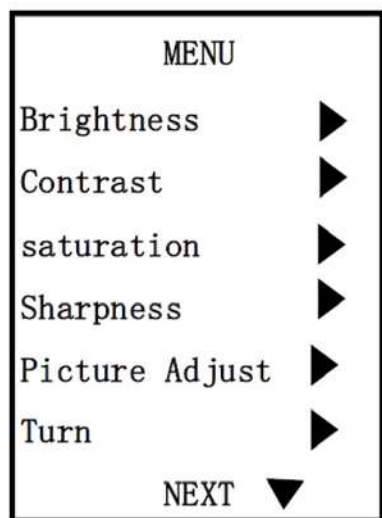 MENU
Brightness
Contrast
saturation
Sharpness
Picture Adjust
Turn
NEXT